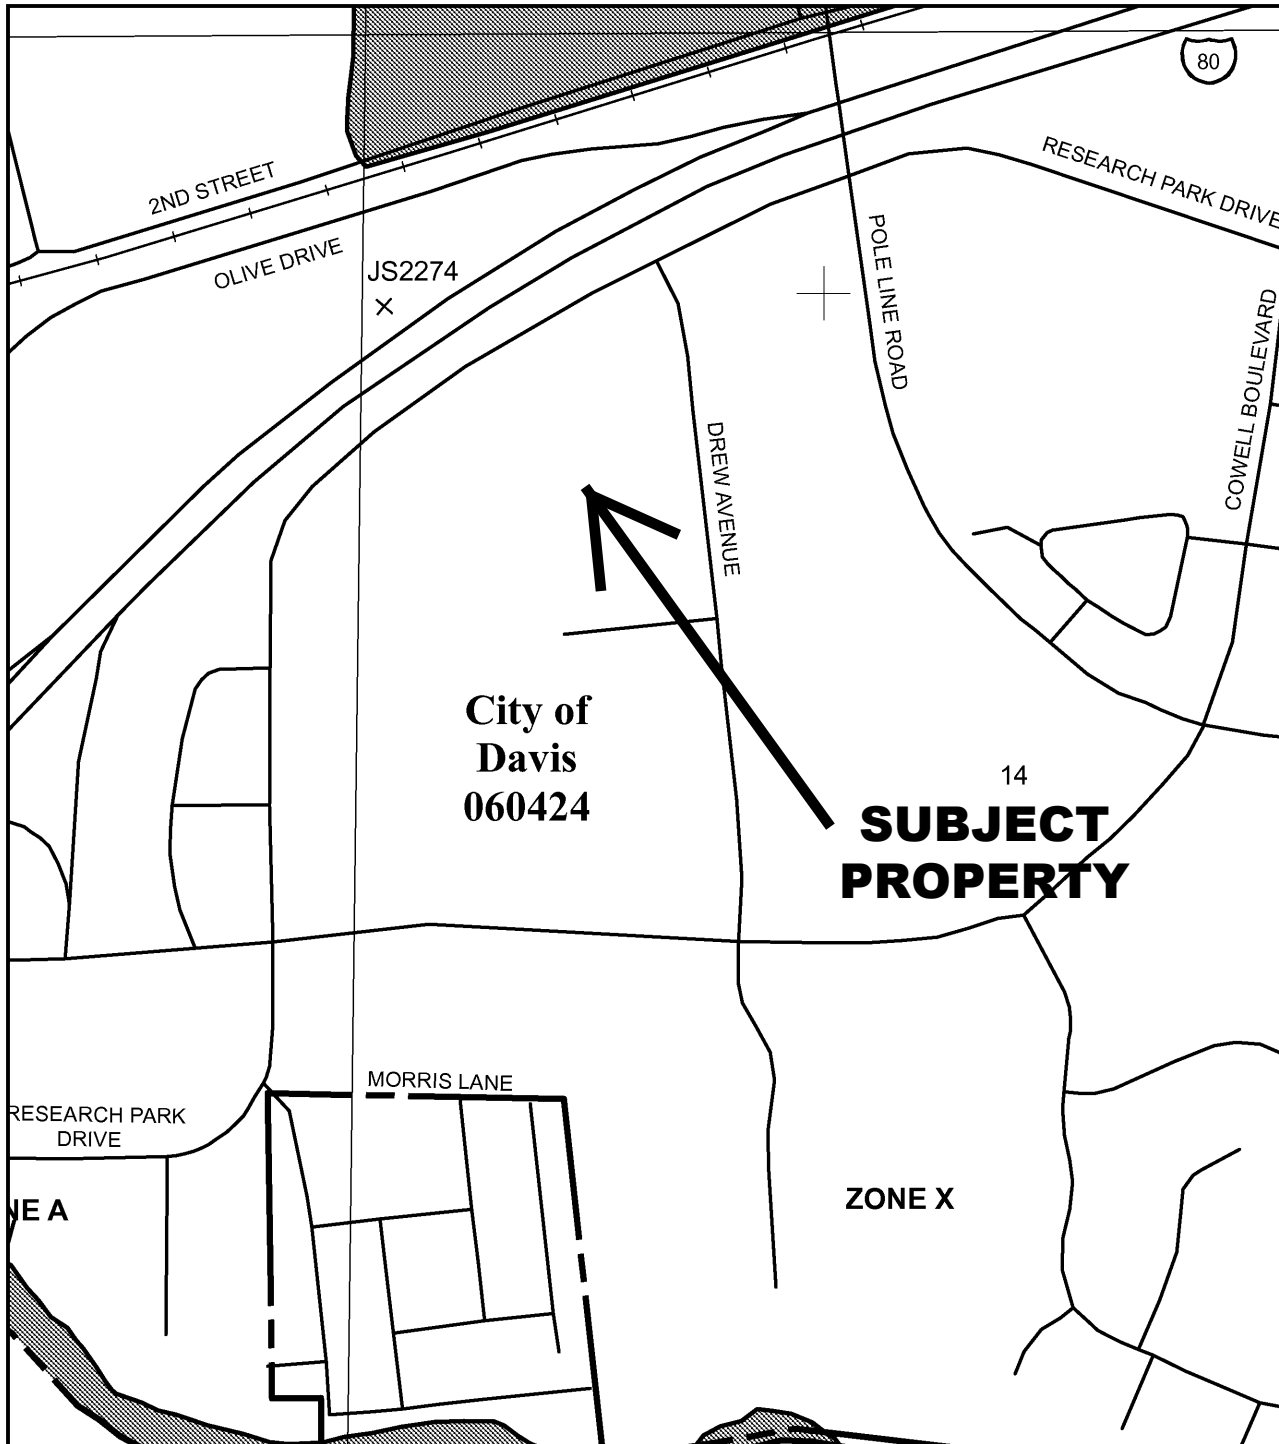 80
RESEARCH PARK DRIVE
2ND STREET
OLIVE DRIVE
JS2274
POLE LINE ROAD
COWELL BOULEVARD
DREW AVENUE
City of
Davis
060424
14
SUBJECT
PROPERTY
MORRIS LANE
RESEARCH PARK
DRIVE
NE A
ZONE X